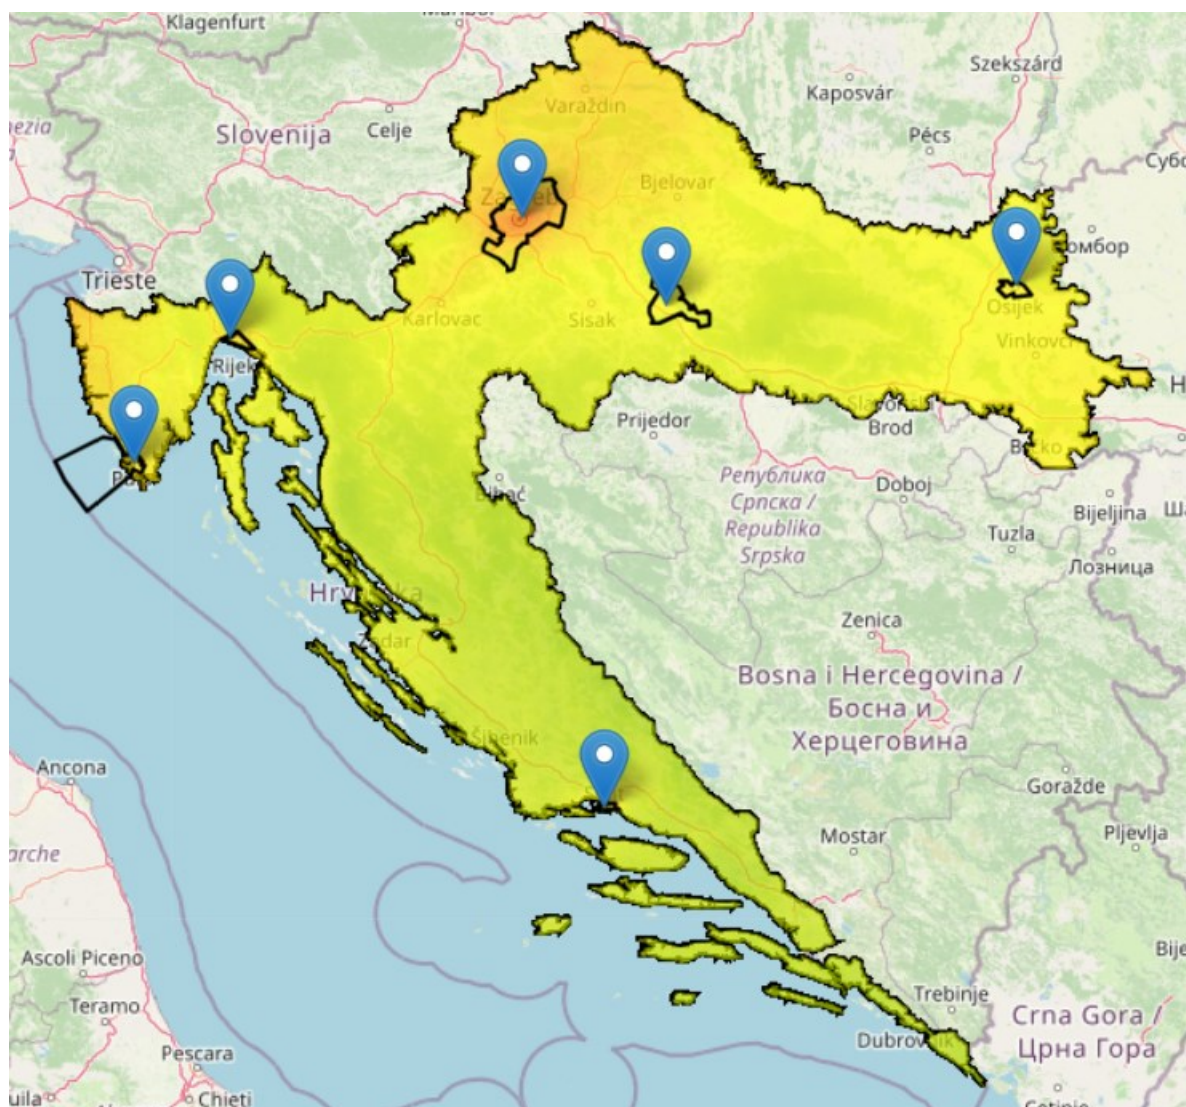 Klagenfurt
Szekszárd
Kaposvár
Varaždin
Celje
Slovenija
Pécs
Bjelovar
Trieste
Karlovac
Sisak
Osijek
Vinkovci
Prijedor
Brod
Република
Српска /
Republika
Srpska
Doboj
Bijeljina
Tuzla
Лозница
Zenica
Zadar
Bosna i Hercegovina /
Босна и
Херцеговина
Šibenik
Ancona
Goražde
Mostar
Pljevlja
Ascoli Piceno
Teramo
Trebinje
Crna Gora /
Црна Гора
Dubrovnik
Pescara
Chieti